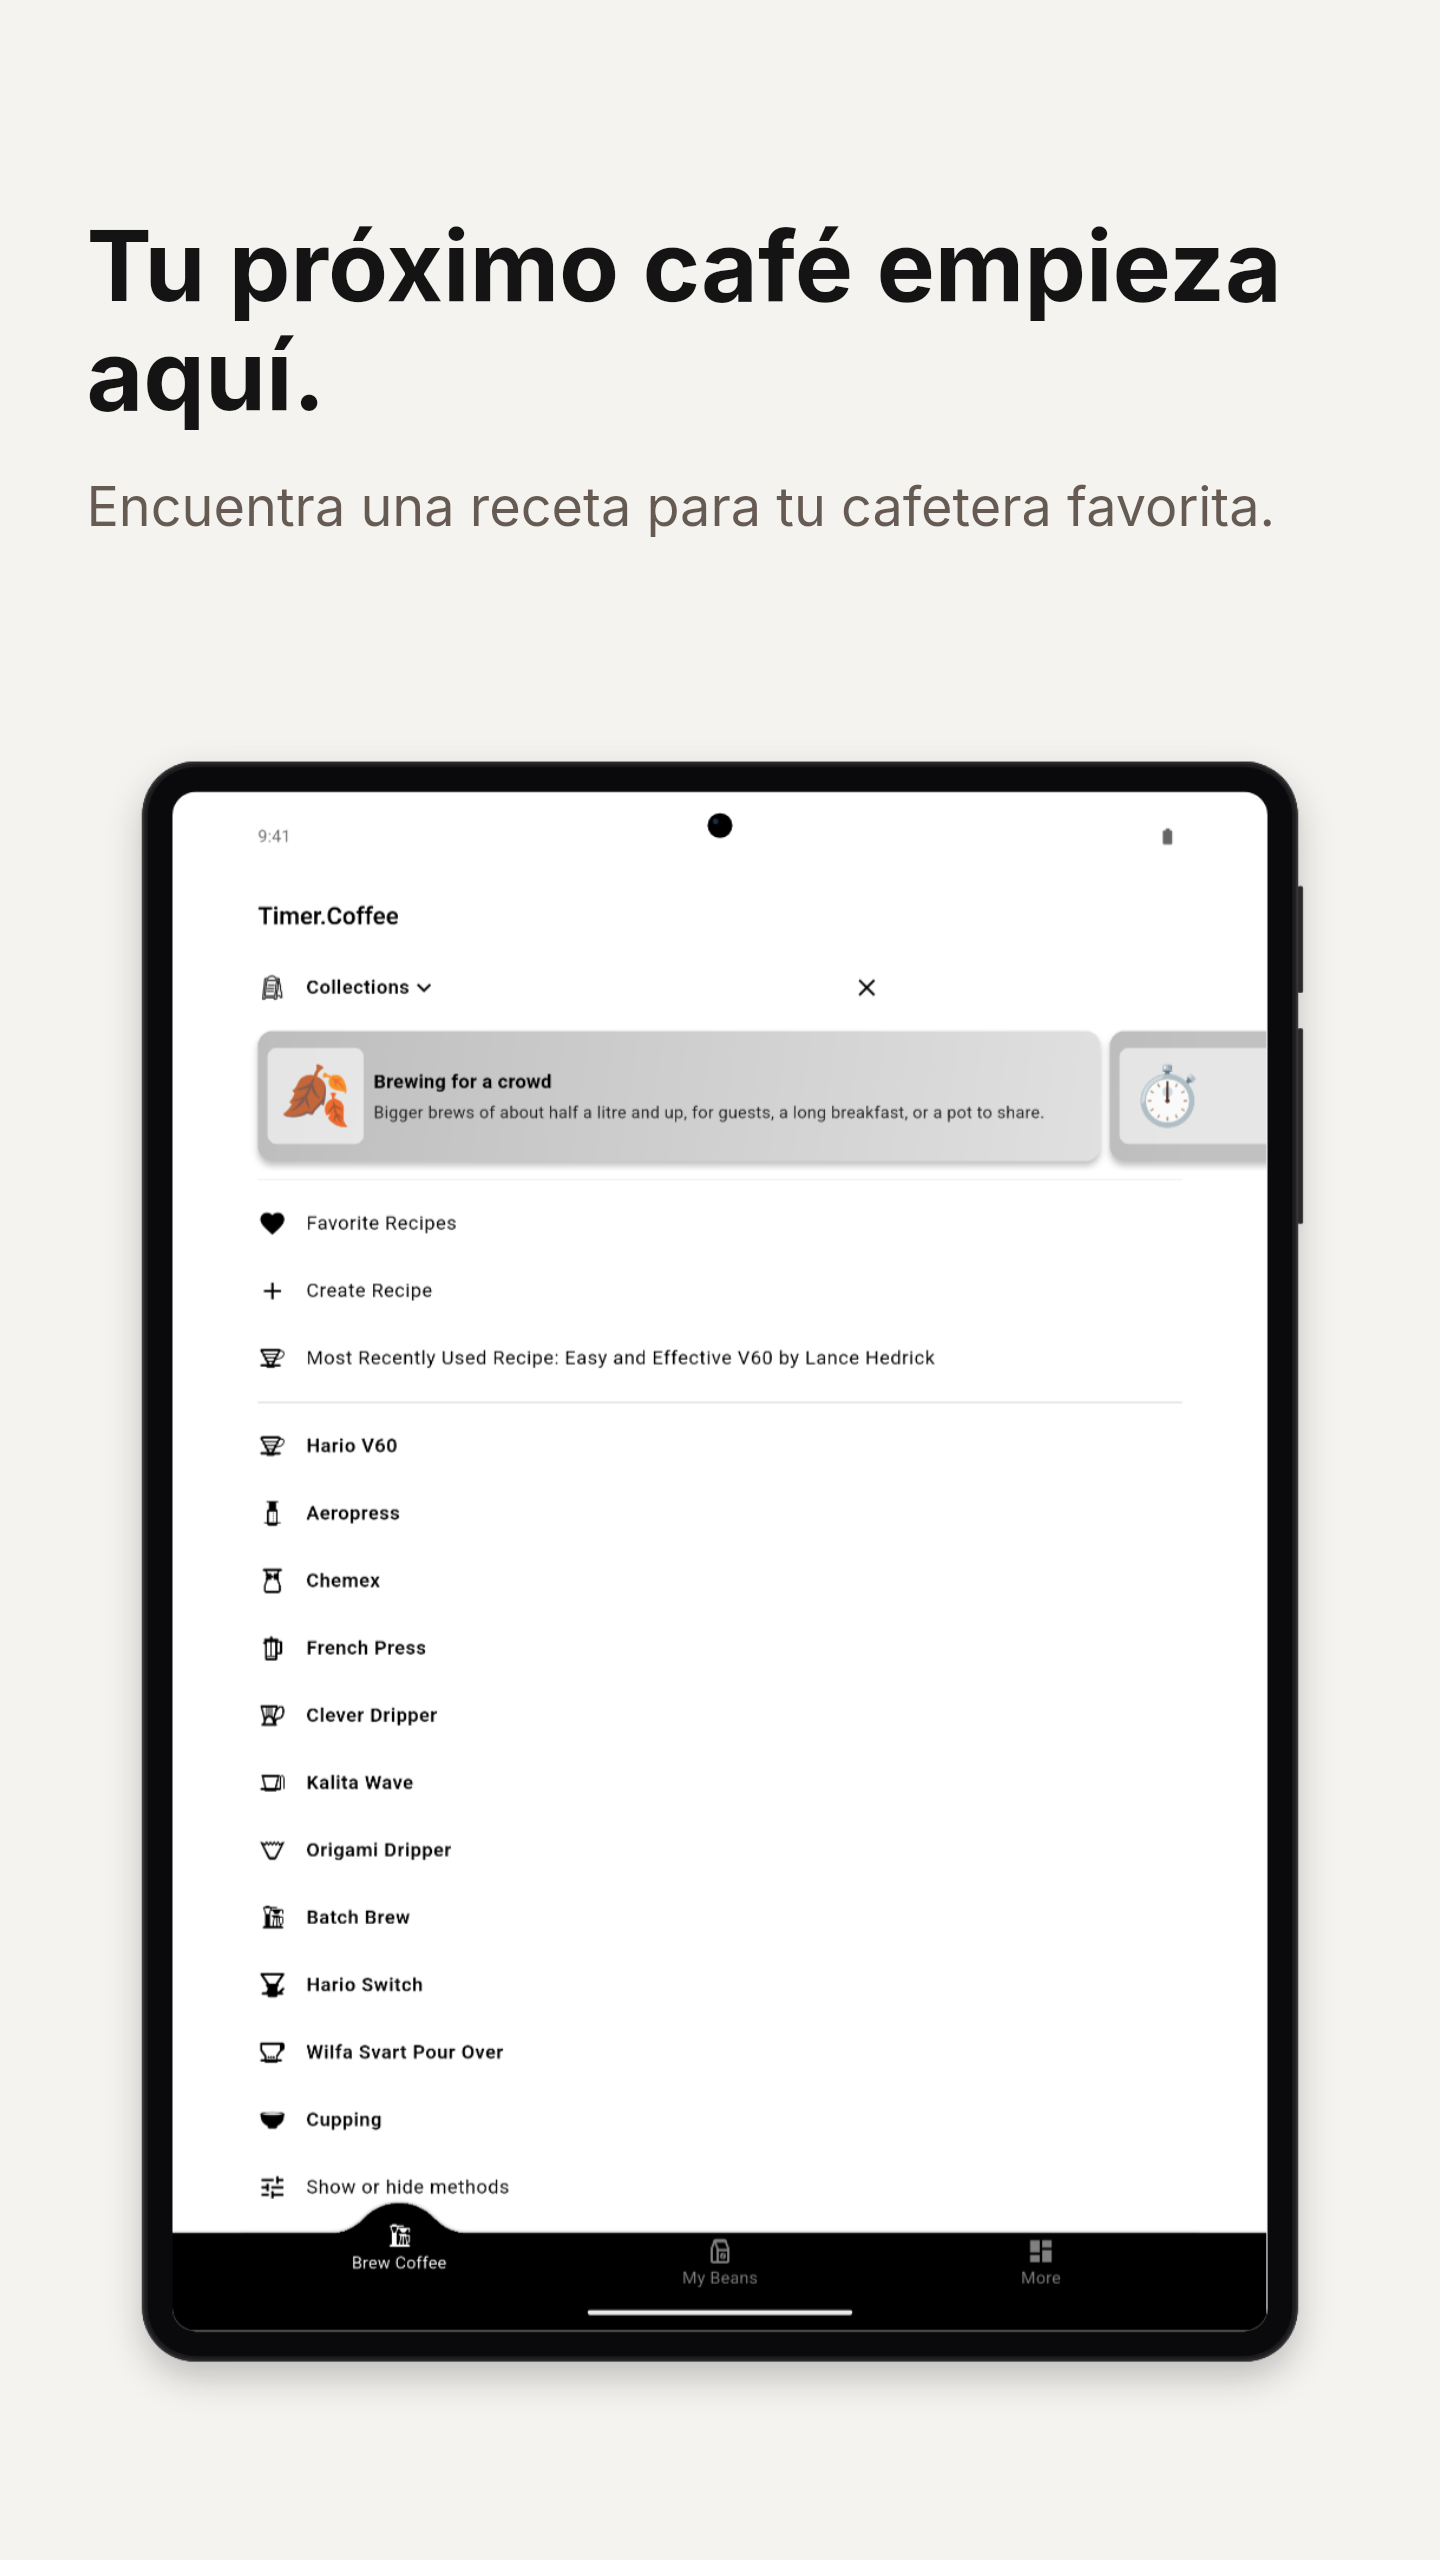 Tu próximo café empieza
aquí.
Encuentra una receta para tu cafetera favorita.
9:41
Timer.Coffee
Collections
Brewing for a crowd
Bigger brews of about half a litre and up, for guests, a long breakfast, or a pot to share.
Favorite Recipes
Create Recipe
Most Recently Used Recipe: Easy and Effective V60 by Lance Hedrick
Hario V60
Aeropress
Chemex
French Press
Clever Dripper
Kalita Wave
Origami Dripper
Batch Brew
Hario Switch
Wilfa Svart Pour Over
Cupping
Show or hide methods
Brew Coffee
My Beans
More